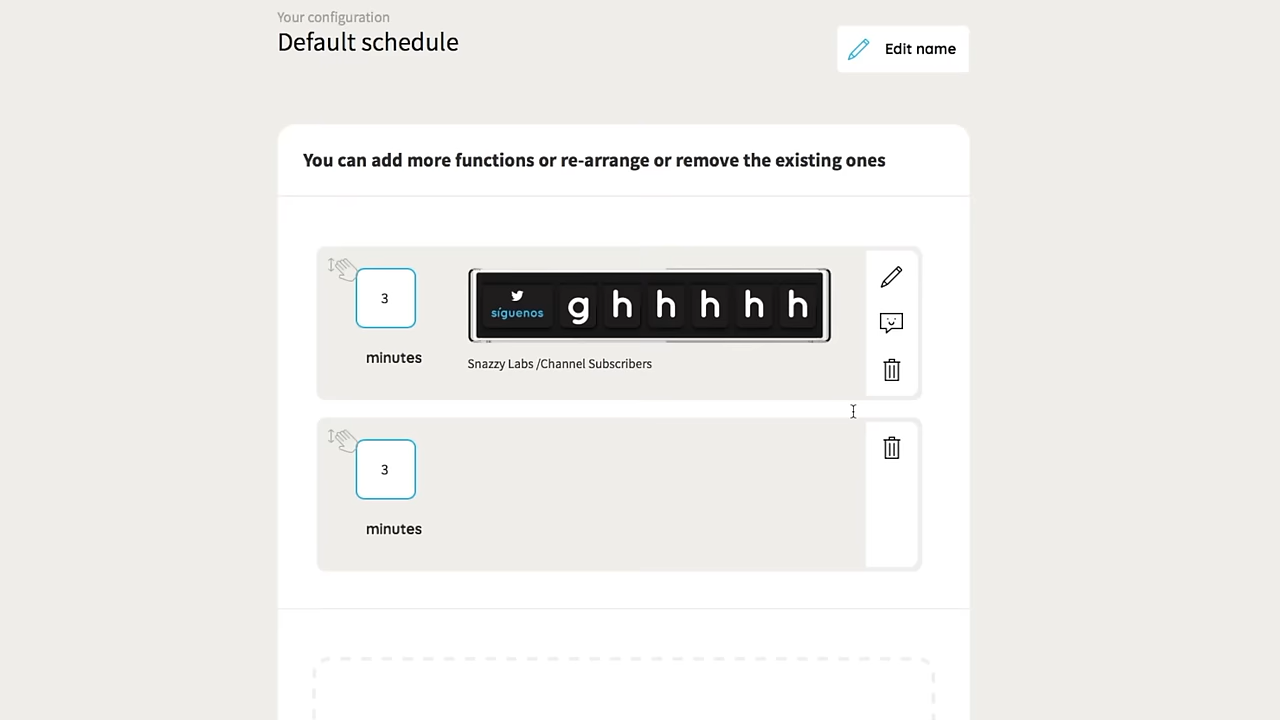 Your configuration
Default schedule
Edit name
You can add more functions or re-arrange or remove the existing ones
3
minutes
síguenos
g h h h h h
Snazzy Labs /Channel Subscribers
3
minutes